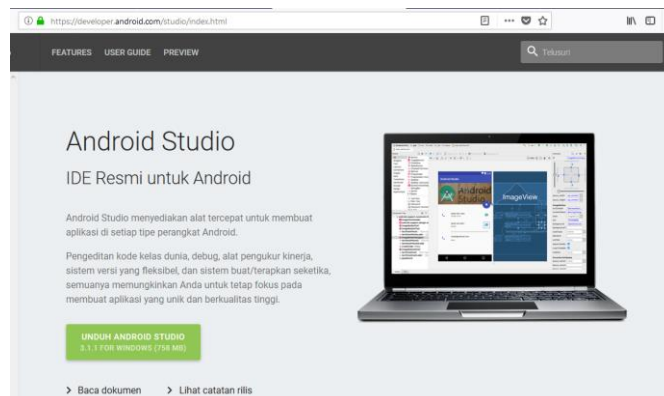 https://developer.android.com/studio/index.html
FEATURES USER GUIDE PREVIEW
Telusuri
Android Studio
IDE Resmi untuk Android
Android Studio menyediakan alat tercepat untuk membuat
aplikasi di setiap tipe perangkat Android.
Pengeditan kode kelas dunia, debug, alat pengukur kinerja,
sistem versi yang fleksibel, dan sistem buat/terapkan seketika,
semuanya memungkinkan Anda untuk tetap fokus pada
membuat aplikasi yang unik dan berkualitas tinggi.
UNDUH ANDROID STUDIO
3.1.1 FOR WINDOWS (758 MB)
Baca dokumen
Lihat catatan rilis
Android
Studio
ImageView